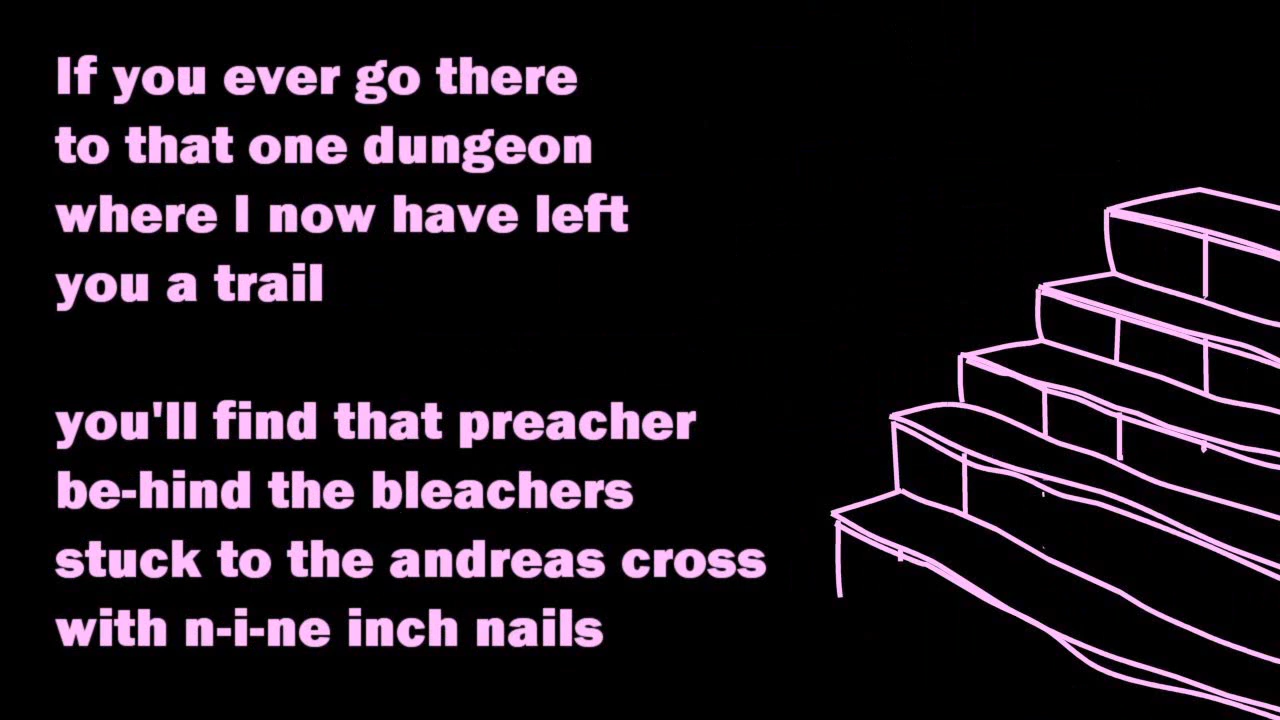 If you ever go there
to that one dungeon
where I now have left
you a trail
you'll find that preacher
be-hind the bleachers
stuck to the andreas cross
with n-i-ne inch nails